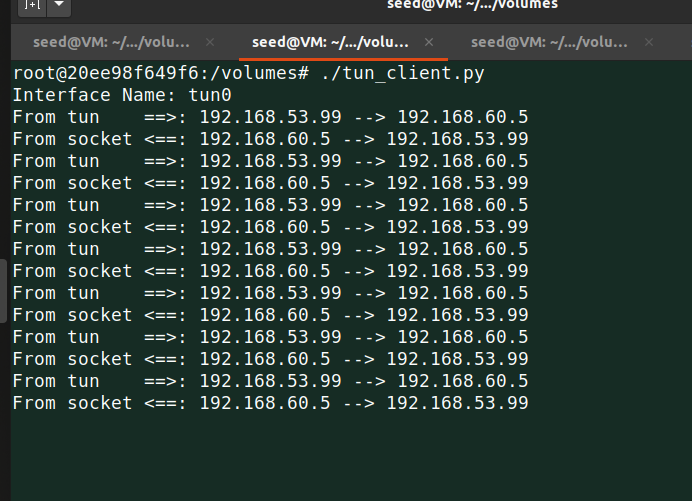 seed@VM: ~/.../volumes
seed@VM: ~/.../volu... × seed@VM: ~/.../volu... × seed@VM: ~/.../volu... ×
root@20ee98f649f6:/volumes# ./tun_client.py
Interface Name: tun0
From tun    ==>: 192.168.53.99 --> 192.168.60.5
From socket <==: 192.168.60.5 --> 192.168.53.99
From tun    ==>: 192.168.53.99 --> 192.168.60.5
From socket <==: 192.168.60.5 --> 192.168.53.99
From tun    ==>: 192.168.53.99 --> 192.168.60.5
From socket <==: 192.168.60.5 --> 192.168.53.99
From tun    ==>: 192.168.53.99 --> 192.168.60.5
From socket <==: 192.168.60.5 --> 192.168.53.99
From tun    ==>: 192.168.53.99 --> 192.168.60.5
From socket <==: 192.168.60.5 --> 192.168.53.99
From tun    ==>: 192.168.53.99 --> 192.168.60.5
From socket <==: 192.168.60.5 --> 192.168.53.99
From tun    ==>: 192.168.53.99 --> 192.168.60.5
From socket <==: 192.168.60.5 --> 192.168.53.99